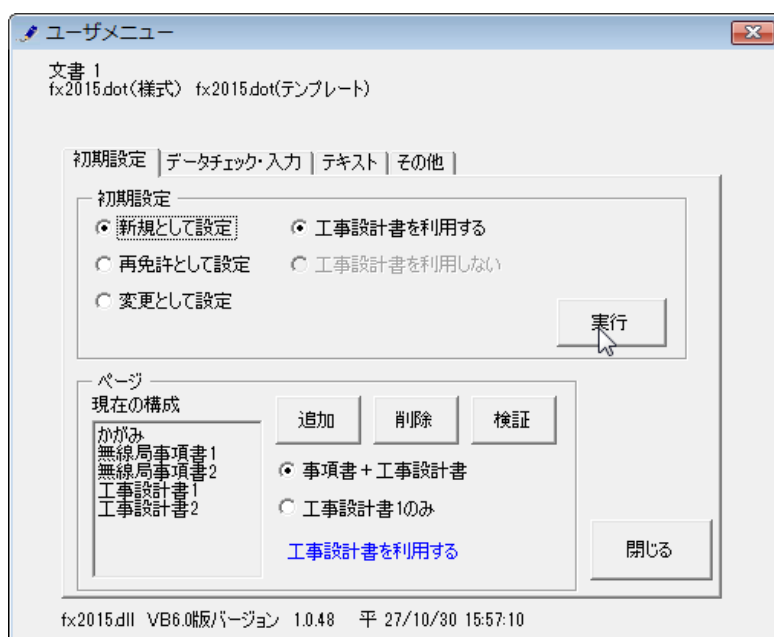 ユーザメニュー
文書 1
fx2015.dot(様式) fx2015.dot(テンプレート)
初期設定 データチェック・入力 テキスト その他
初期設定
新規として設定 工事設計書を利用する
再免許として設定 工事設計書を利用しない
変更として設定
実行
ページ
現在の構成
かがみ
無線局事項書1
無線局事項書2
工事設計書1
工事設計書2
追加 削除 検証
事項書+工事設計書
工事設計書1のみ
工事設計書を利用する
閉じる
fx2015.dll VB6.0版バージョン 1.0.48 平 27/10/30 15:57:10